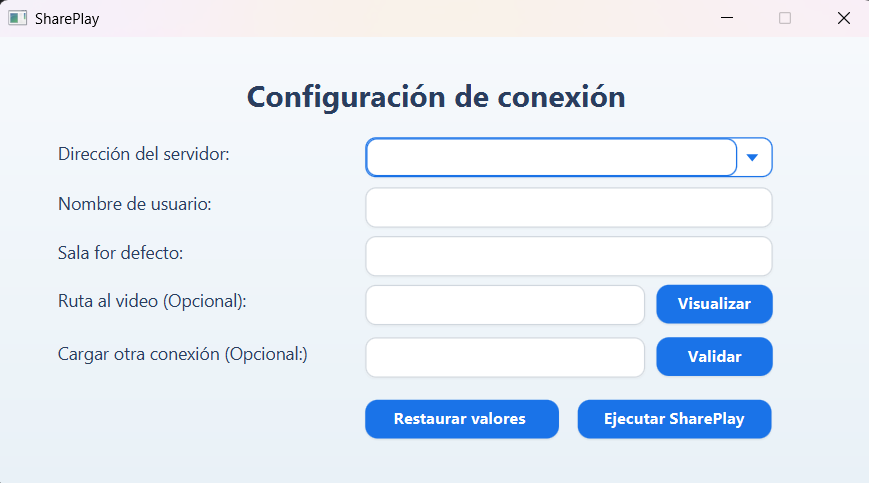 SharePlay
Configuración de conexión
Dirección del servidor:
Nombre de usuario:
Sala for defecto:
Ruta al video (Opcional):
Visualizar
Cargar otra conexión (Opcional:)
Validar
Restaurar valores
Ejecutar SharePlay